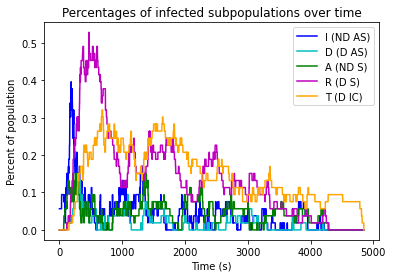 Percentages of infected subpopulations over time
I (ND AS)
D (D AS)
A (ND S)
R (D S)
T (D IC)
Percent of population
0.5
0.4
0.3
0.2
0.1
0.0
0
1000
2000
3000
4000
5000
Time (s)